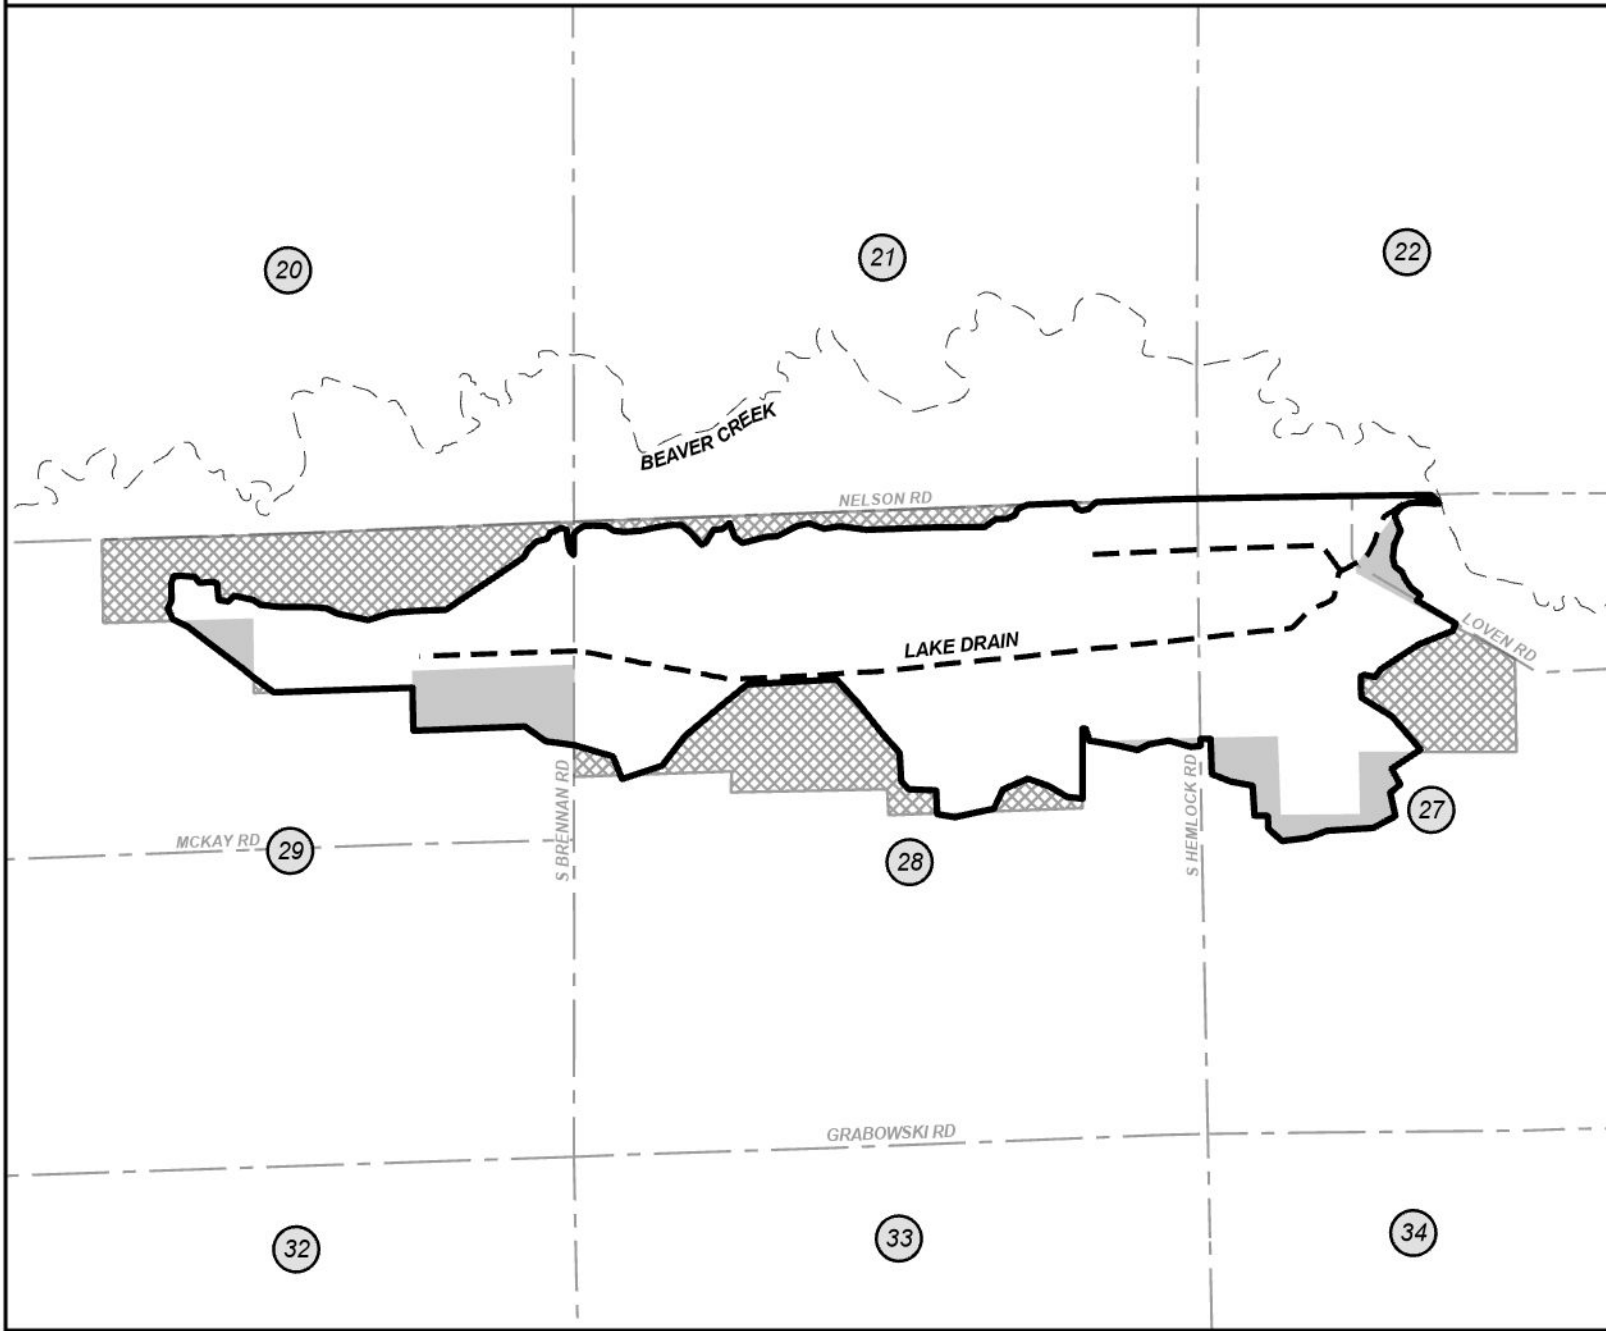 20
21
22
BEAVER CREEK
NELSON RD
LAKE DRAIN
LOVEN RD
S BRENNAN RD
S HEMLOCK RD
27
MCKAY RD
29
28
GRABOWSKI RD
32
33
34